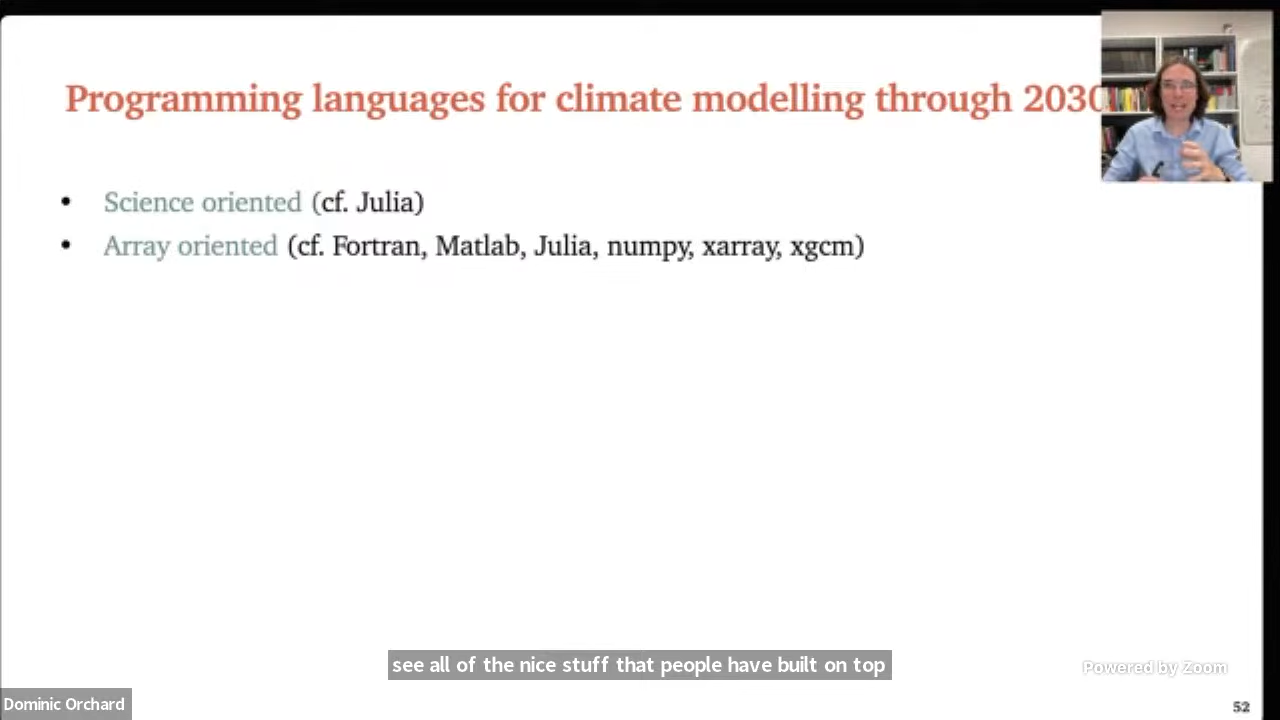 Programming languages for climate modelling through 2030
• Science oriented (cf. Julia)
• Array oriented (cf. Fortran, Matlab, Julia, numpy, xarray, xgcm)
see all of the nice stuff that people have built on top
Powered by Zoom
Dominic Orchard
52